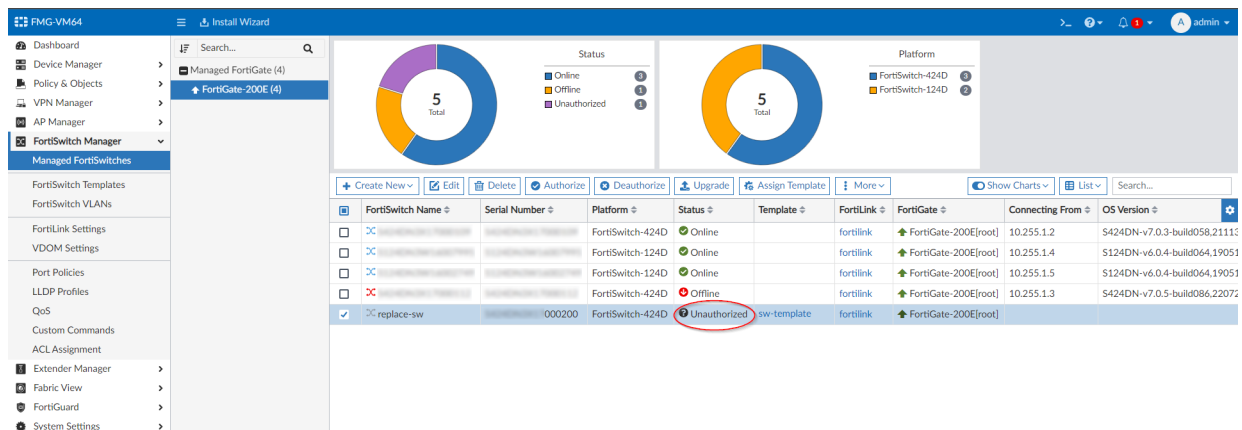 FMG-VM64
Install Wizard
>_
1
A admin
Dashboard
Device Manager
Policy & Objects
VPN Manager
AP Manager
FortiSwitch Manager
Managed FortiSwitches
FortiSwitch Templates
FortiSwitch VLANs
FortiLink Settings
VDOM Settings
Port Policies
LLDP Profiles
QoS
Custom Commands
ACL Assignment
Extender Manager
Fabric View
FortiGuard
System Settings
Search...
Managed FortiGate (4)
FortiGate-200E (4)
5
Total
Status
Online 3
Offline 1
Unauthorized 1
5
Total
Platform
FortiSwitch-424D 3
FortiSwitch-124D 2
Create New Edit Delete Authorize Deauthorize Upgrade Assign Template More Show Charts List Search...
FortiSwitch Name Serial Number Platform Status Template FortiLink FortiGate Connecting From OS Version
FortiSwitch-424D Online fortilink FortiGate-200E[root] 10.255.1.2 S424DN-v7.0.3-build058,21113
FortiSwitch-124D Online fortilink FortiGate-200E[root] 10.255.1.4 S124DN-v6.0.4-build064,19051
FortiSwitch-124D Online fortilink FortiGate-200E[root] 10.255.1.5 S124DN-v6.0.4-build064,19051
FortiSwitch-424D Offline fortilink FortiGate-200E[root] 10.255.1.3 S424DN-v7.0.5-build086,22072
replace-sw 000200 FortiSwitch-424D Unauthorized sw-template fortilink FortiGate-200E[root]